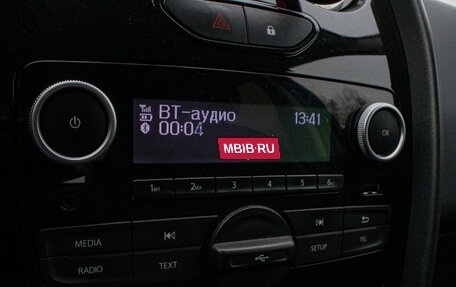 ВТ-аудио 13:41
00:04
MBIB.RU
1 2 3 4 5 6
MEDIA
RADIO
TEXT
SETUP
TEL
OK